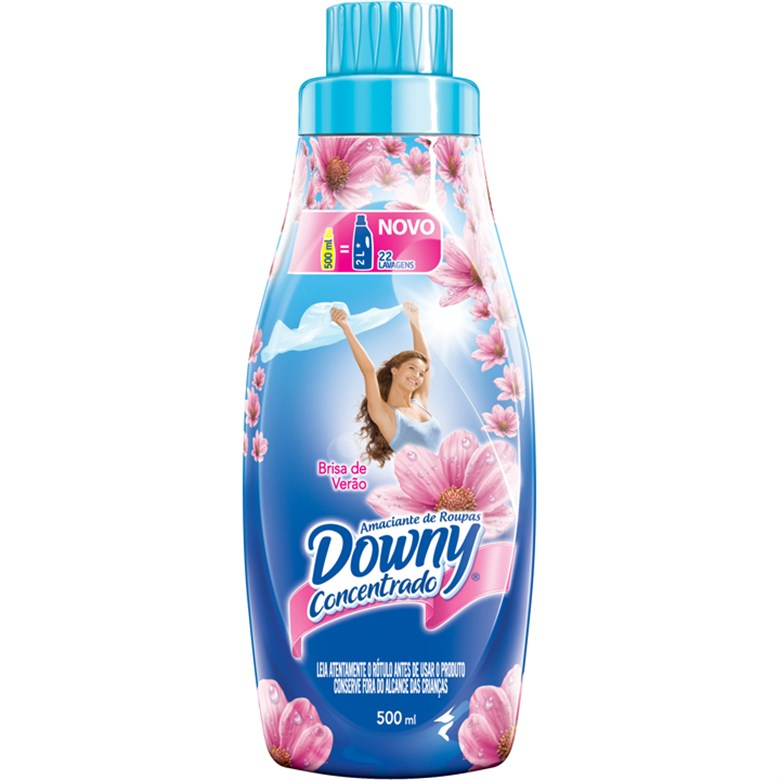 NOVO
500 ml = 2 L*
22
LAVAGENS
Brisa de
Verão
Amaciante de Roupas
Downy®
Concentrado
LEIA ATENTAMENTE O RÓTULO ANTES DE USAR O PRODUTO
CONSERVE FORA DO ALCANCE DAS CRIANÇAS
500 ml